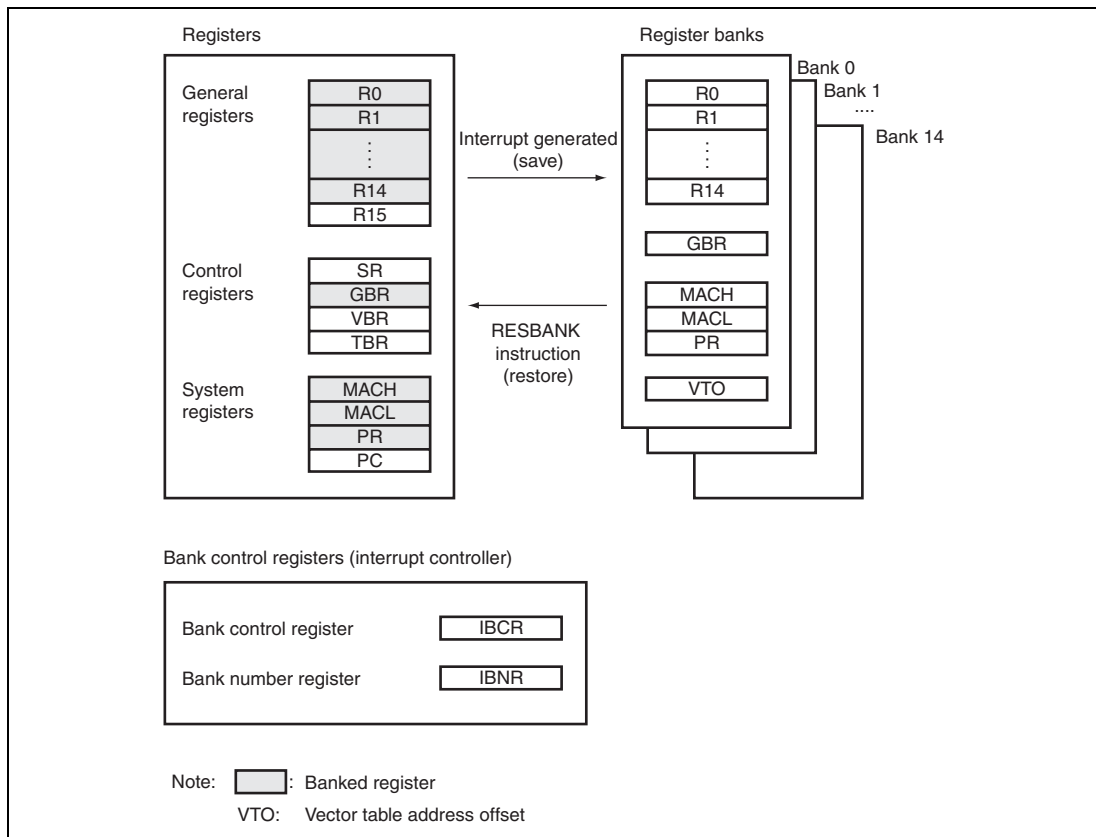 Registers
General
registers
R0
R1
R14
R15
Control
registers
SR
GBR
VBR
TBR
System
registers
MACH
MACL
PR
PC
Interrupt generated
(save)
RESBANK
instruction
(restore)
Register banks
Bank 0
Bank 1
....
Bank 14
R0
R1
R14
GBR
MACH
MACL
PR
VTO
Bank control registers (interrupt controller)
Bank control register
IBCR
Bank number register
IBNR
Note: : Banked register
VTO: Vector table address offset